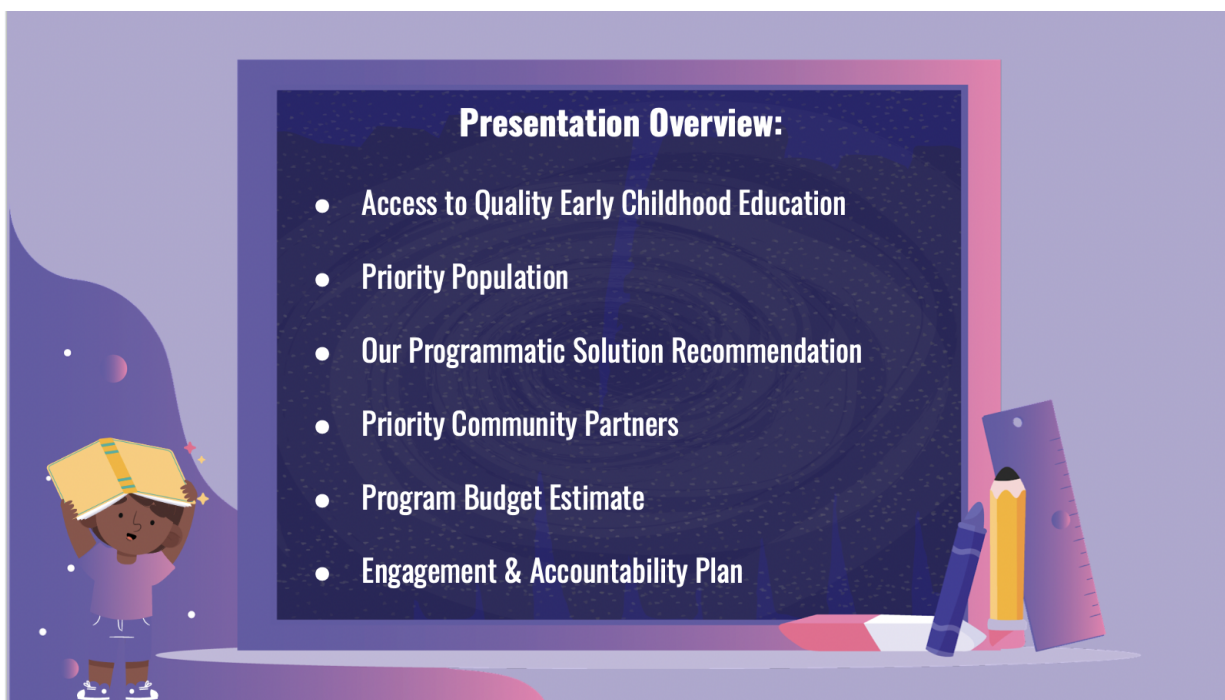 Presentation Overview:
● Access to Quality Early Childhood Education
● Priority Population
● Our Programmatic Solution Recommendation
● Priority Community Partners
● Program Budget Estimate
● Engagement & Accountability Plan